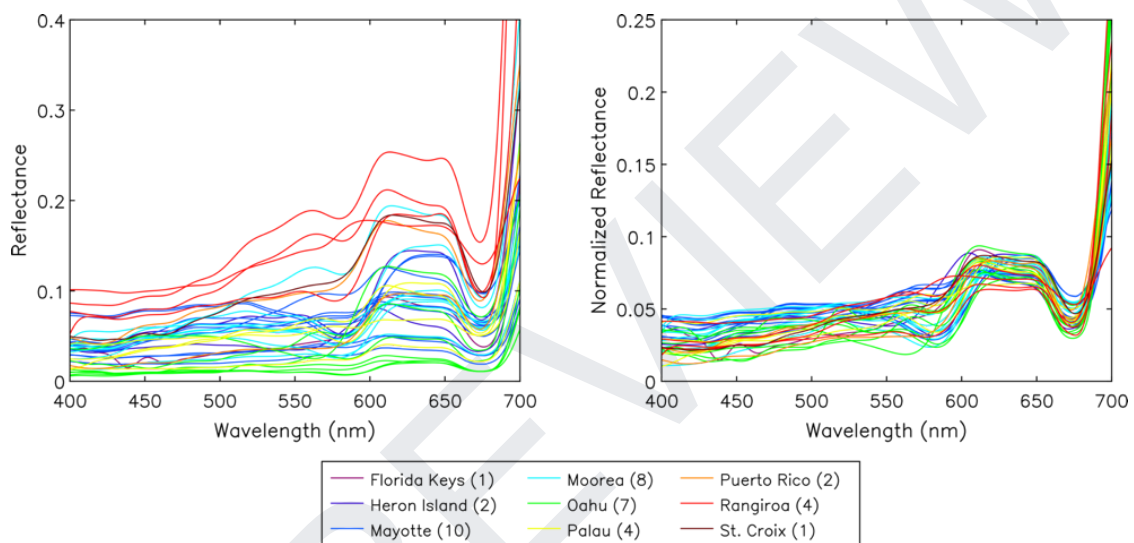 0.4
0.3
0.2
0.1
0
Reflectance
400 450 500 550 600 650 700
Wavelength (nm)
0.25
0.2
0.15
0.1
0.05
0
Normalized Reflectance
400 450 500 550 600 650 700
Wavelength (nm)
Florida Keys (1) Moorea (8) Puerto Rico (2)
Heron Island (2) Oahu (7) Rangiroa (4)
Mayotte (10) Palau (4) St. Croix (1)
REVIEW